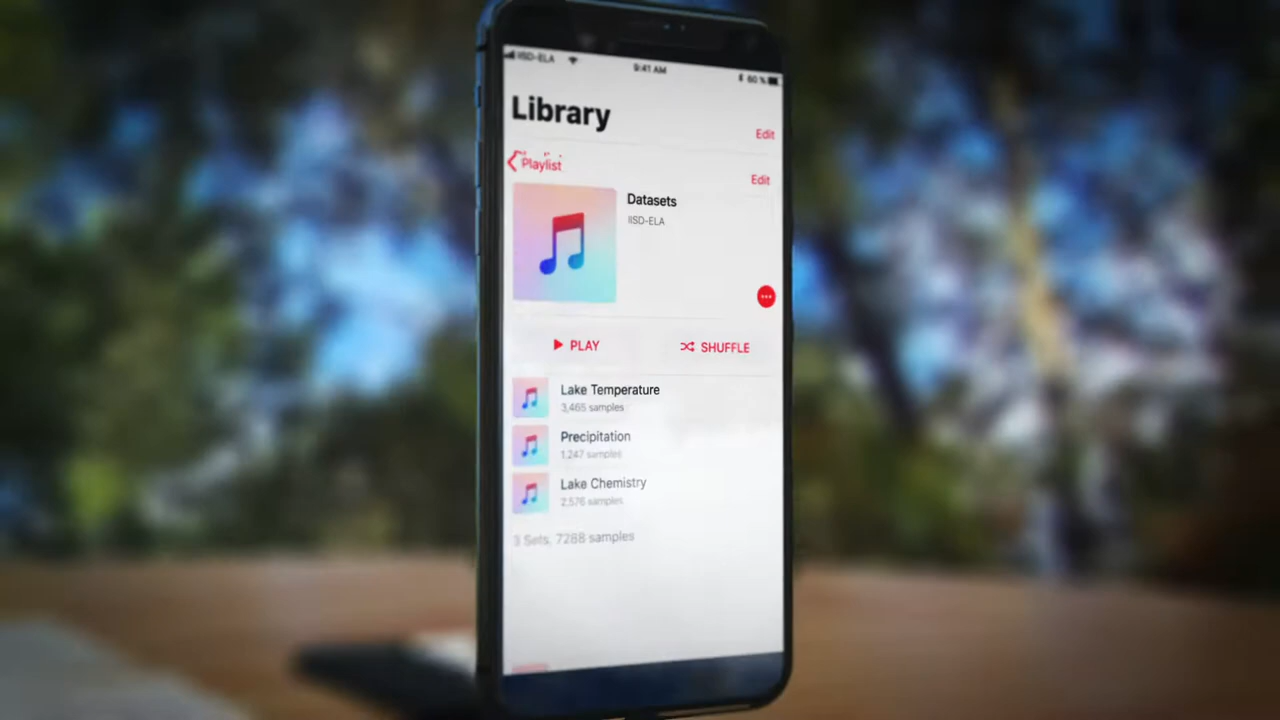 IISD-ELA 9:41 AM 60 %
Library
Edit
Playlist
Edit
Datasets
IISD-ELA
PLAY SHUFFLE
Lake Temperature
3,465 samples
Precipitation
1,247 samples
Lake Chemistry
2,576 samples
3 Sets, 7288 samples